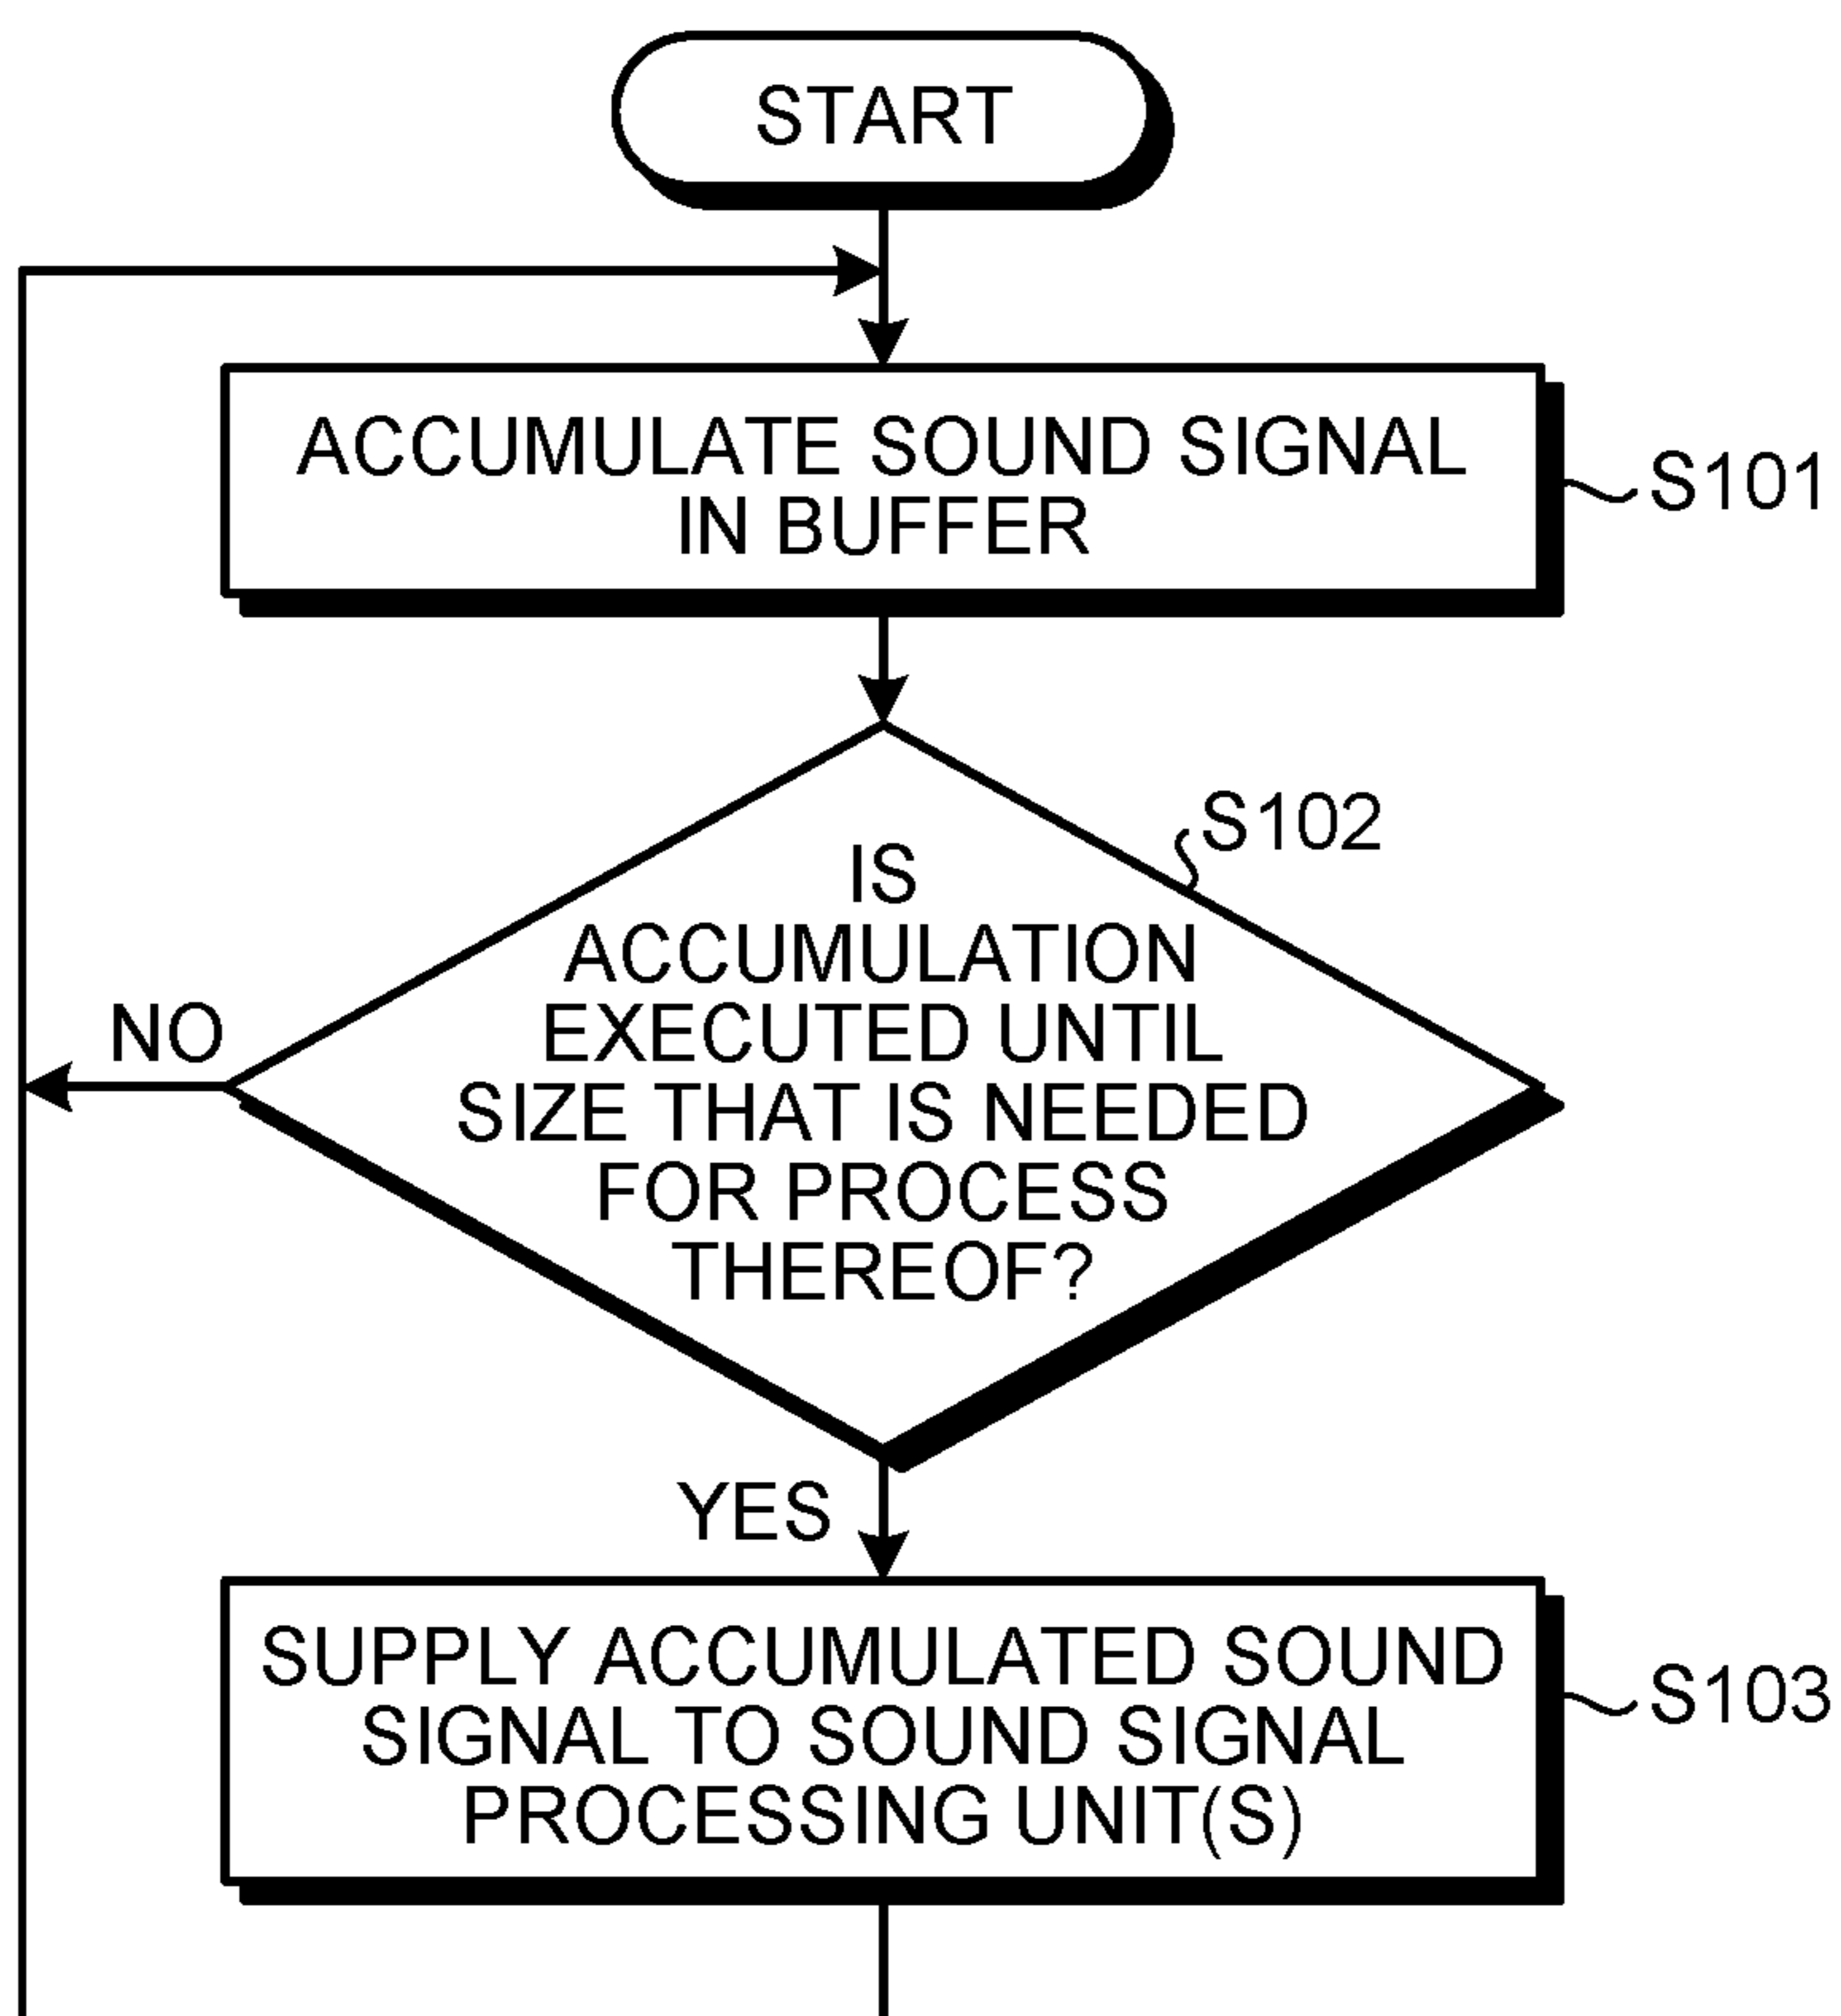 START
ACCUMULATE SOUND SIGNAL
IN BUFFER
S101
S102
IS
ACCUMULATION
EXECUTED UNTIL
SIZE THAT IS NEEDED
FOR PROCESS
THEREOF?
NO
YES
SUPPLY ACCUMULATED SOUND
SIGNAL TO SOUND SIGNAL
PROCESSING UNIT(S)
S103